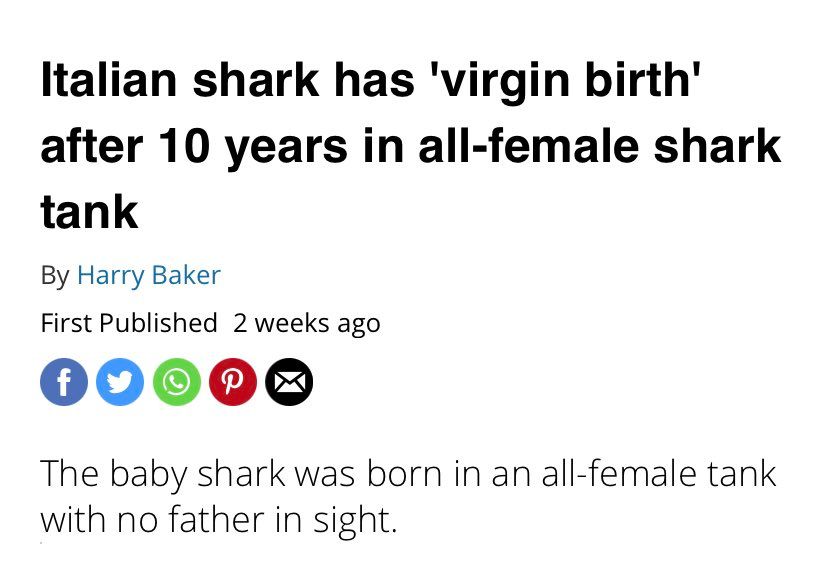 Italian shark has 'virgin birth'
after 10 years in all-female shark
tank
By Harry Baker
First Published 2 weeks ago
The baby shark was born in an all-female tank
with no father in sight.